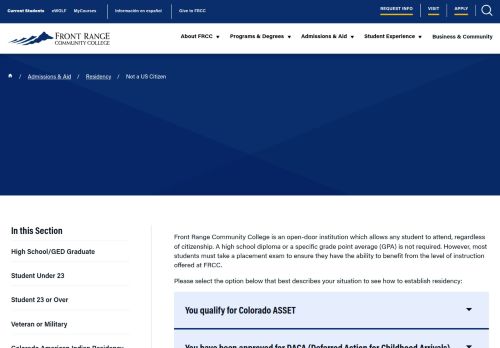 Current Students eWOLF MyCourses Información en español Give to FRCC REQUEST INFO VISIT APPLY
FRONT RANGE
COMMUNITY COLLEGE
About FRCC Programs & Degrees Admissions & Aid Student Experience Business & Community
/ Admissions & Aid / Residency / Not a US Citizen
In this Section
High School/GED Graduate
Student Under 23
Student 23 or Over
Veteran or Military
Colorado American Indian Residency
Front Range Community College is an open-door institution which allows any student to attend, regardless
of citizenship. A high school diploma or a specific grade point average (GPA) is not required. However, most
students must take a placement exam to ensure they have the ability to benefit from the level of instruction
offered at FRCC.
Please select the option below that best describes your situation to see how to establish residency:
You qualify for Colorado ASSET
You have been approved for DACA (Deferred Action for Childhood Arrivals)